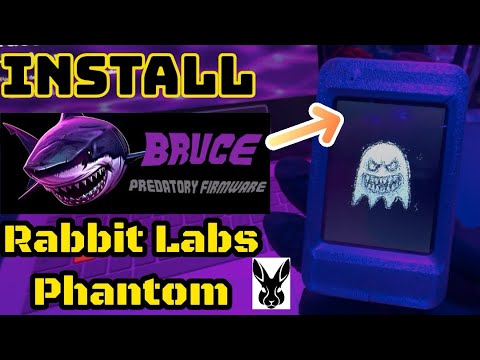 INSTALL
BRUCE
PREDATORY FIRMWARE
Rabbit Labs
Phantom